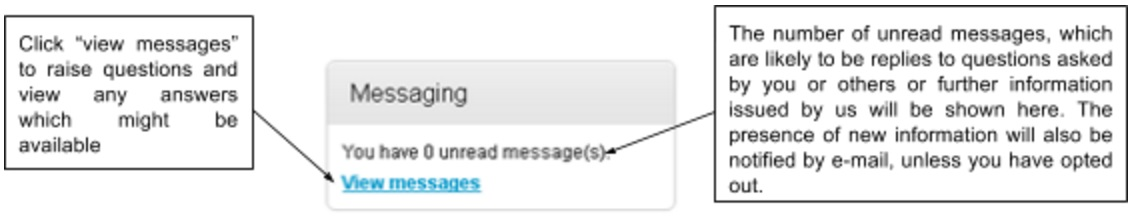 Click “view messages”
to raise questions and
view any answers
which might be
available
Messaging
You have 0 unread message(s).
View messages
The number of unread messages, which
are likely to be replies to questions asked
by you or others or further information
issued by us will be shown here. The
presence of new information will also be
notified by e-mail, unless you have opted
out.